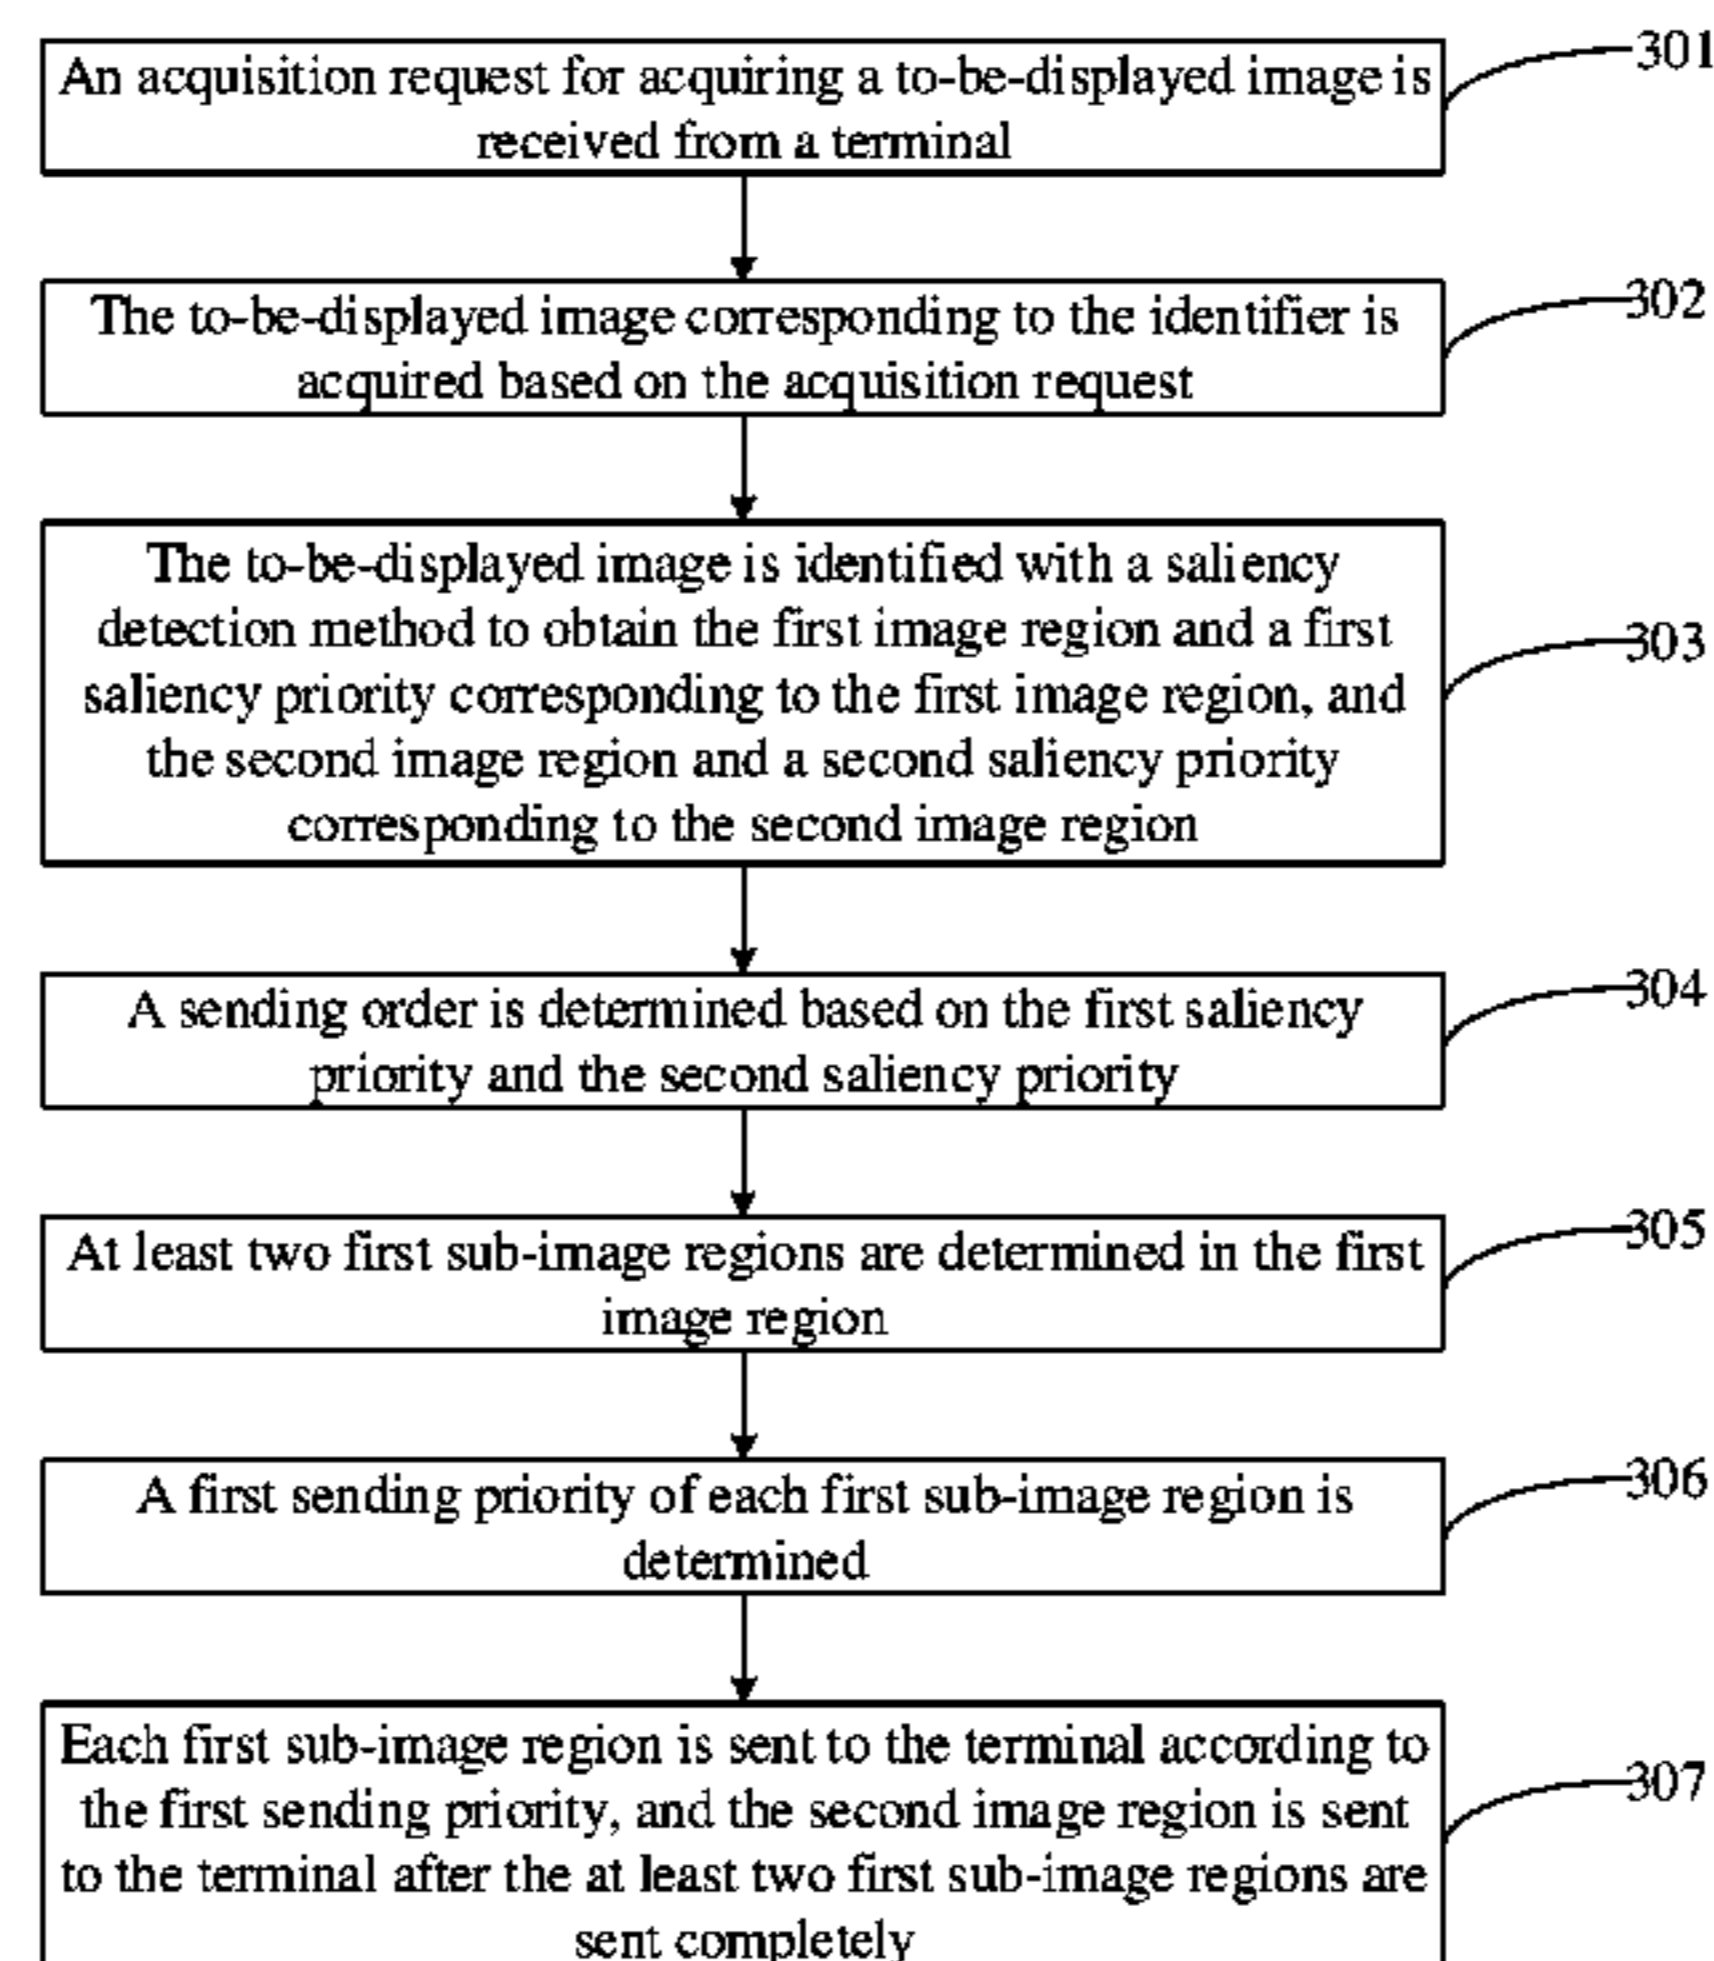 301
An acquisition request for acquiring a to-be-displayed image is
received from a terminal
302
The to-be-displayed image corresponding to the identifier is
acquired based on the acquisition request
The to-be-displayed image is identified with a saliency
detection method to obtain the first image region and a first
303
saliency priority corresponding to the first image region, and
the second image region and a second saliency priority
corresponding to the second image region
304
A sending order is determined based on the first saliency
priority and the second saliency priority
305
At least two first sub-image regions are determined in the first
image region
306
A first sending priority of each first sub-image region is
determined
Each first sub-image region is sent to the terminal according to
307
the first sending priority, and the second image region is sent
to the terminal after the at least two first sub-image regions are
sent completely